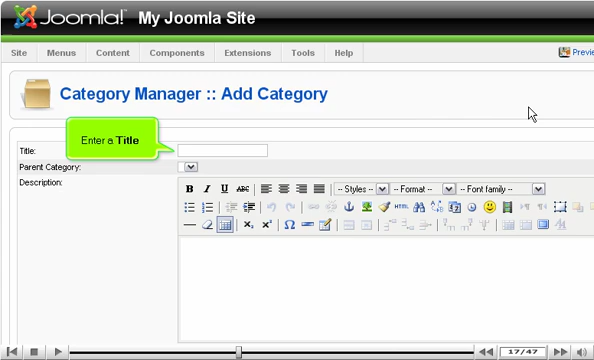 Joomla! My Joomla Site
Site Menus Content Components Extensions Tools Help Previe
Category Manager :: Add Category
Enter a Title
Title:
Parent Category:
Description:
B I U ABC -- Styles -- -- Format -- -- Font family --
HTML
x₂ x² Ω
17/47